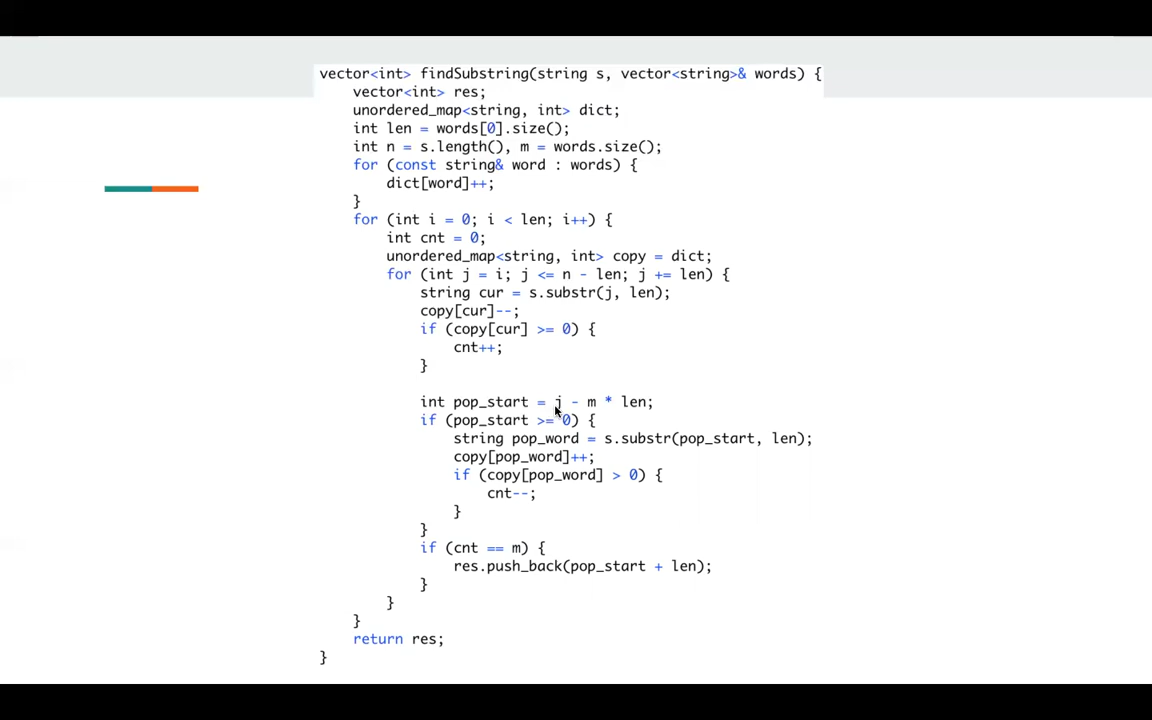 vector<int> findSubstring(string s, vector<string>& words) {
    vector<int> res;
    unordered_map<string, int> dict;
    int len = words[0].size();
    int n = s.length(), m = words.size();
    for (const string& word : words) {
        dict[word]++;
    }
    for (int i = 0; i < len; i++) {
        int cnt = 0;
        unordered_map<string, int> copy = dict;
        for (int j = i; j <= n - len; j += len) {
            string cur = s.substr(j, len);
            copy[cur]--;
            if (copy[cur] >= 0) {
                cnt++;
            }
            int pop_start = j - m * len;
            if (pop_start >= 0) {
                string pop_word = s.substr(pop_start, len);
                copy[pop_word]++;
                if (copy[pop_word] > 0) {
                    cnt--;
                }
            }
            if (cnt == m) {
                res.push_back(pop_start + len);
            }
        }
    }
    return res;
}